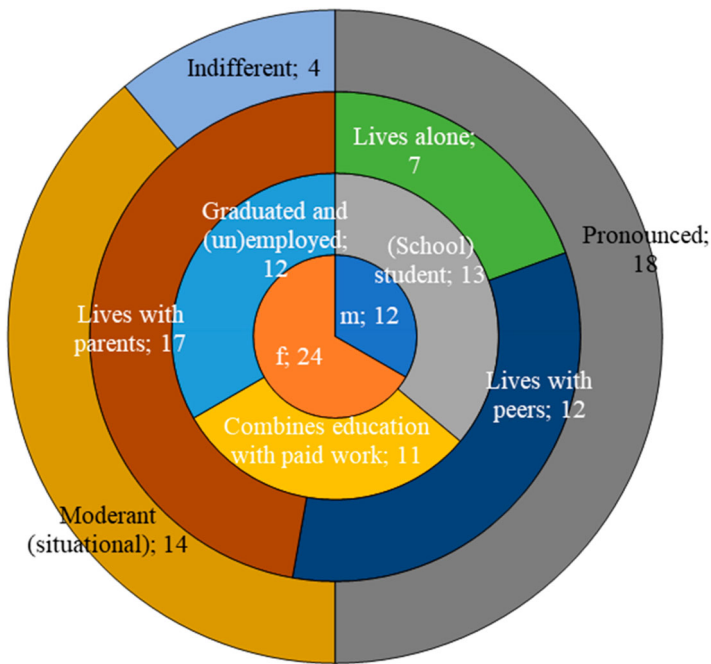 Indifferent; 4
Lives alone;
7
Graduated and
(un)employed;
12
(School)
student; 13
Pronounced;
18
m; 12
Lives with
parents; 17
f; 24
Lives with
peers; 12
Combines education
with paid work; 11
Moderant
(situational); 14